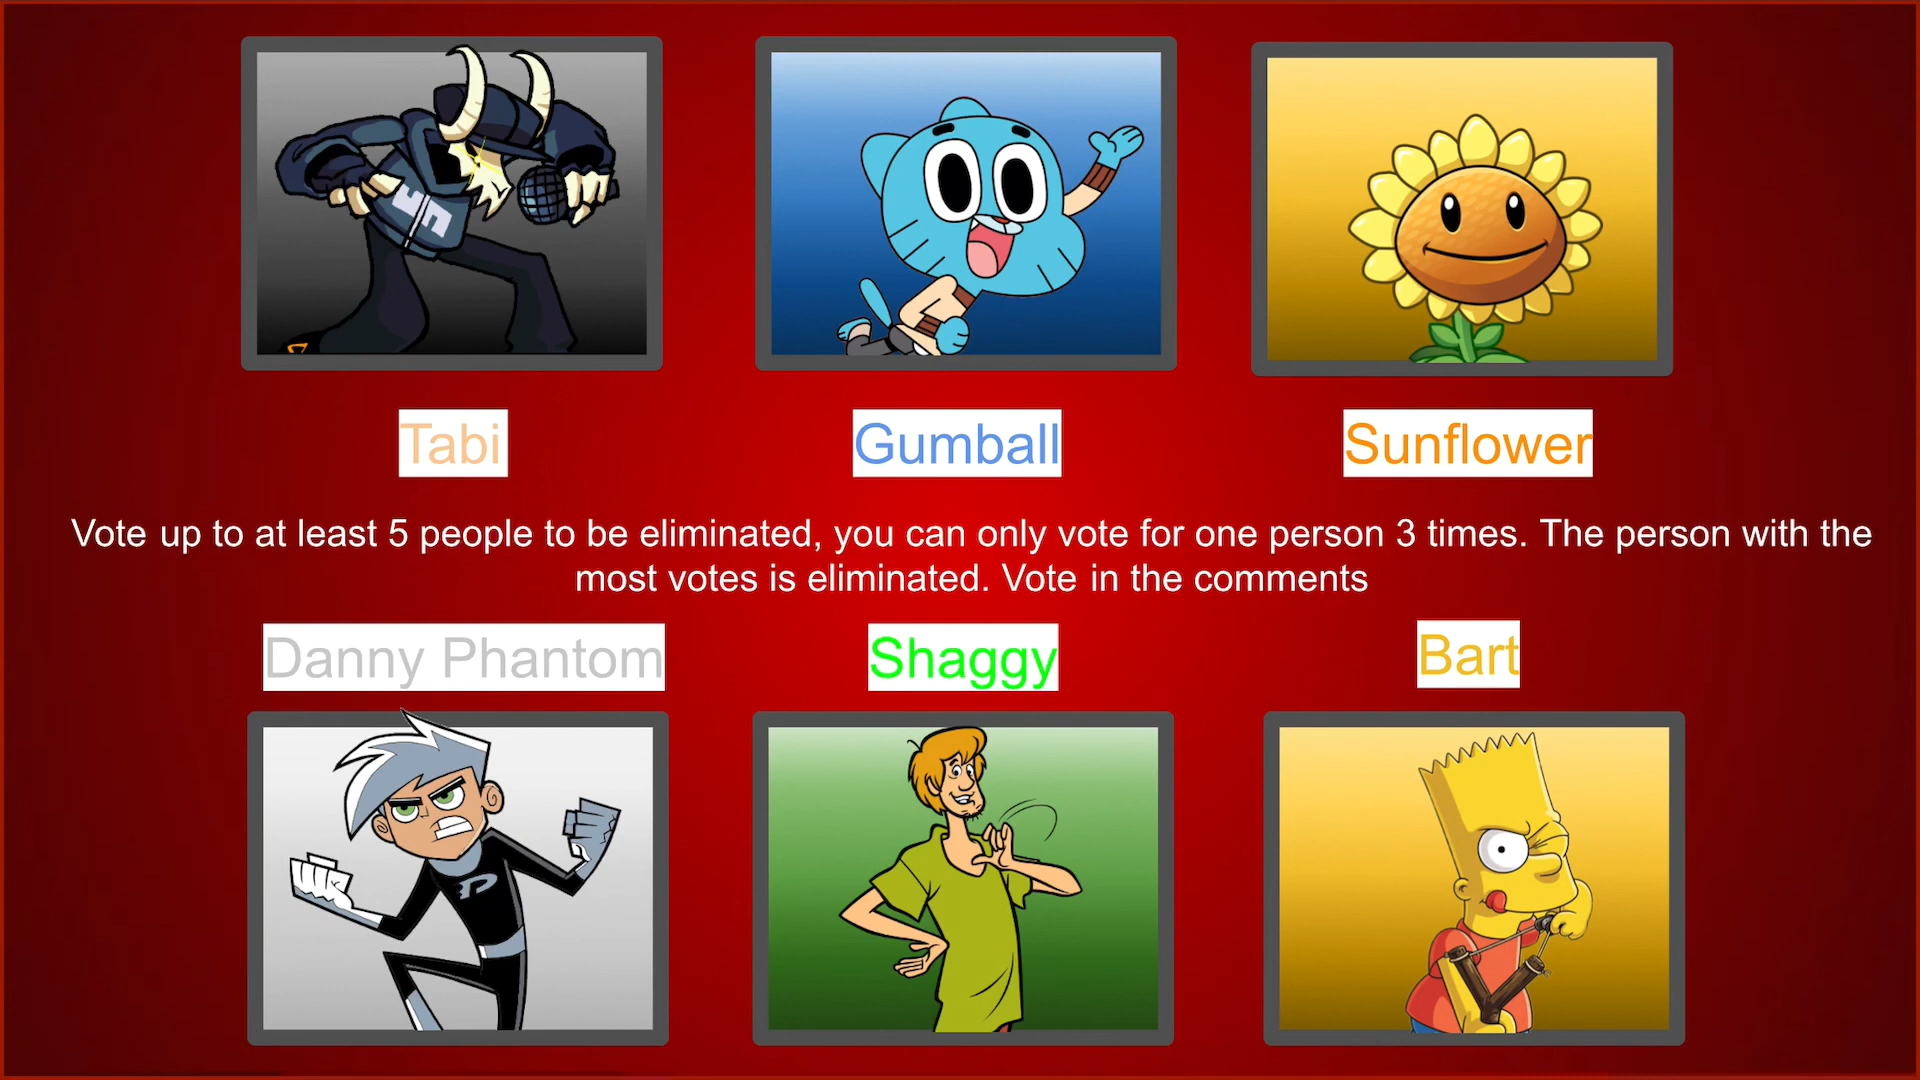 Tabi
Gumball
Sunflower
Vote up to at least 5 people to be eliminated, you can only vote for one person 3 times. The person with the
most votes is eliminated. Vote in the comments
Danny Phantom
Shaggy
Bart